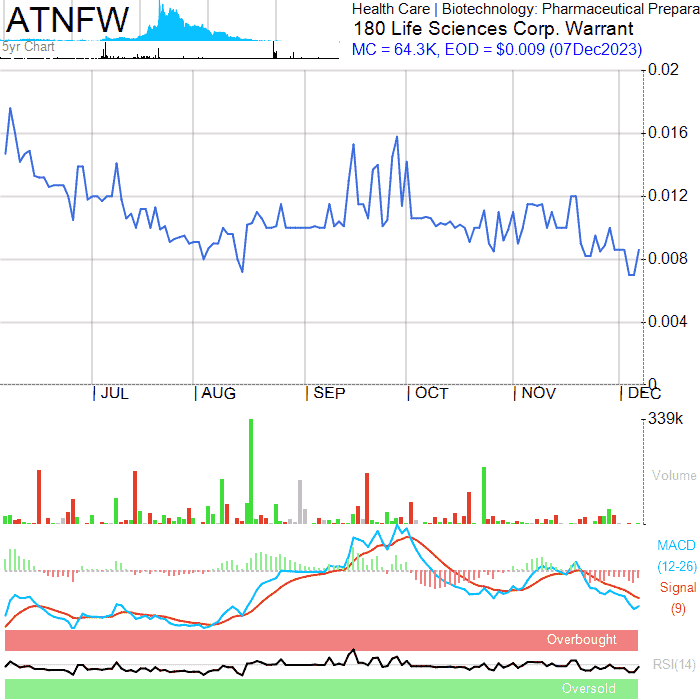 ATNFW
5yr Chart
Health Care | Biotechnology: Pharmaceutical Prepara
180 Life Sciences Corp. Warrant
MC = 64.3K, EOD = $0.009 (07Dec2023)
0.02
0.016
0.012
0.008
0.004
0
JUL AUG SEP OCT NOV DEC
339k
Volume
MACD
(12-26)
Signal
(9)
Overbought
RSI(14)
Oversold